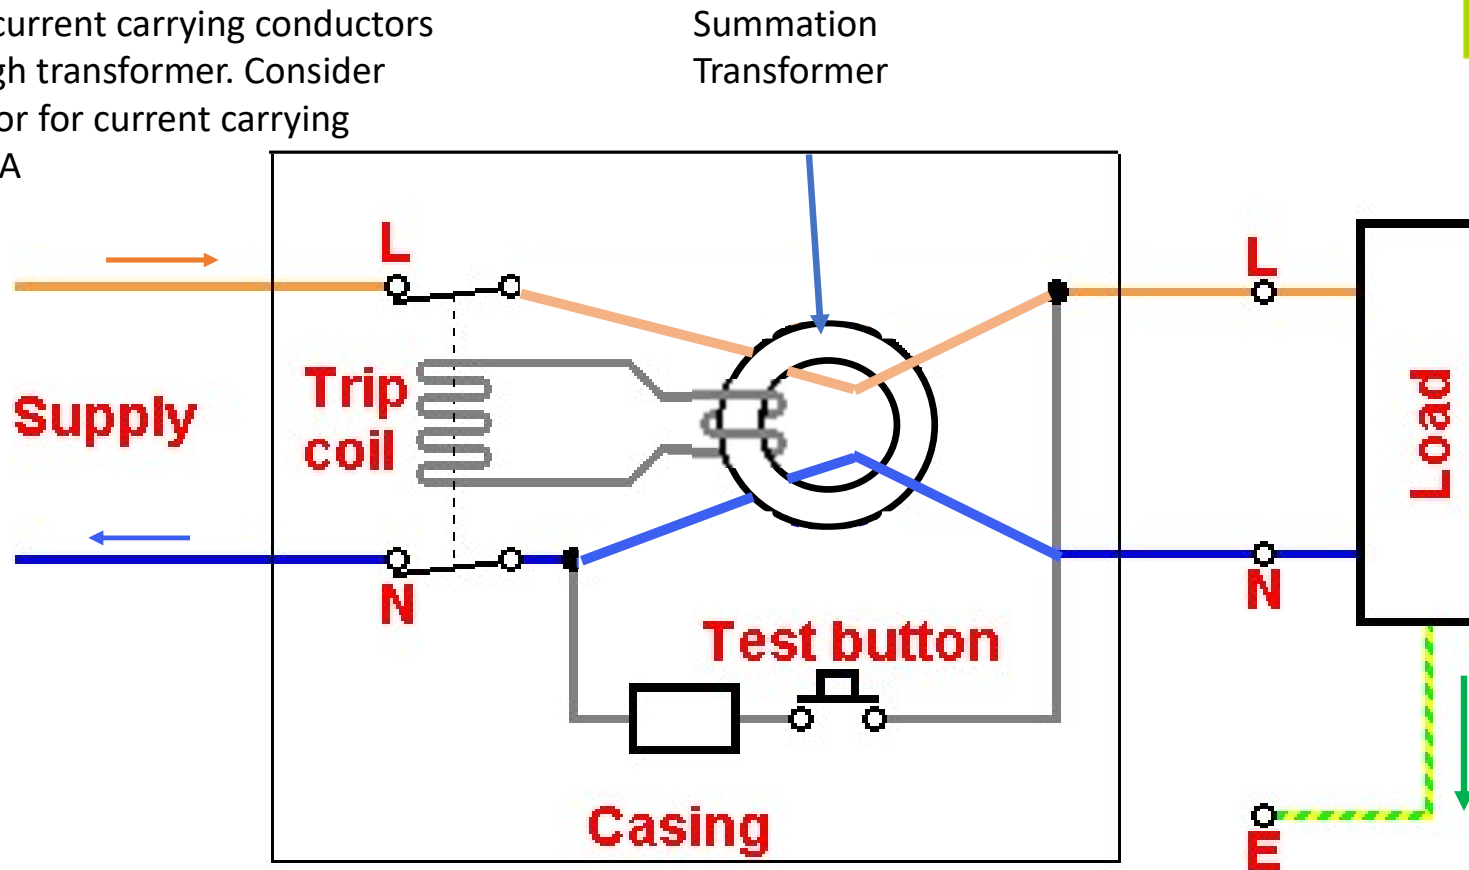 current carrying conductors
gh transformer. Consider
or for current carrying
A
Summation
Transformer
L
L
Trip
coil
Supply
Load
N
N
Test button
Casing
E